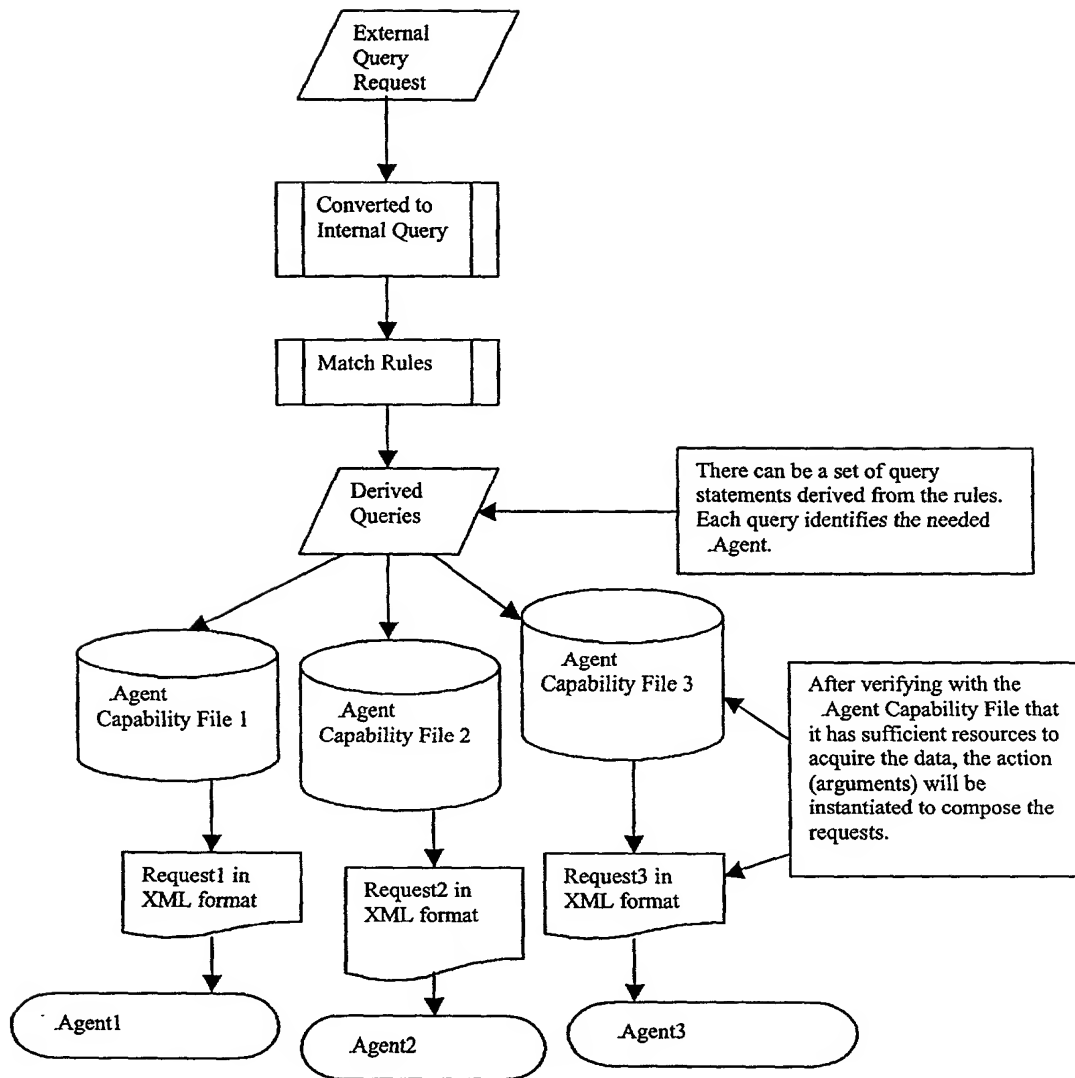 External
Query
Request
Converted to
Internal Query
Match Rules
Derived
Queries
There can be a set of query
statements derived from the rules.
Each query identifies the needed
.Agent.
.Agent
Capability File 1
.Agent
Capability File 2
.Agent
Capability File 3
After verifying with the
.Agent Capability File that
it has sufficient resources to
acquire the data, the action
(arguments) will be
instantiated to compose the
requests.
Request1 in
XML format
Request2 in
XML format
Request3 in
XML format
.Agent1
.Agent2
.Agent3